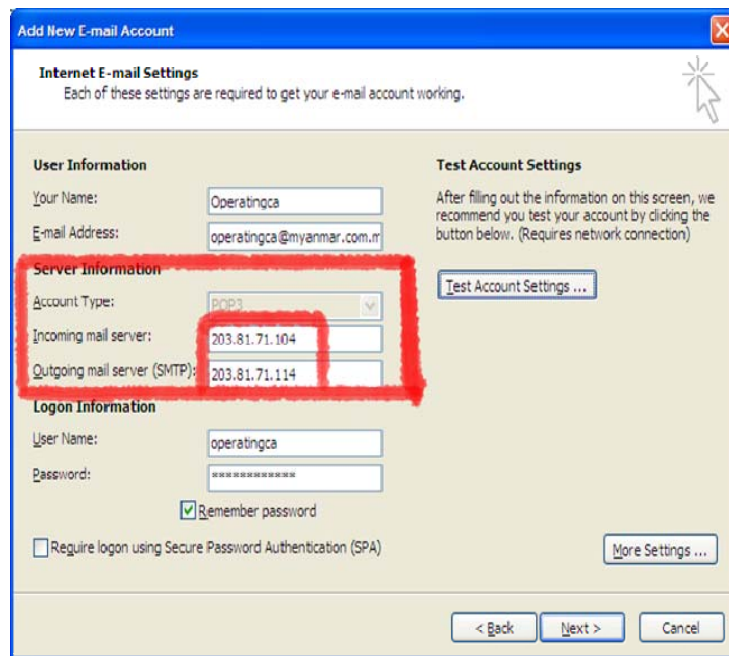 Add New E-mail Account
Internet E-mail Settings
Each of these settings are required to get your e-mail account working.
User Information
Your Name:
Operatingca
E-mail Address:
operatingca@myanmar.com.m
Server Information
Account Type:
POP3
Incoming mail server:
203.81.71.104
Outgoing mail server (SMTP):
203.81.71.114
Logon Information
User Name:
operatingca
Password:
************
Remember password
Require logon using Secure Password Authentication (SPA)
Test Account Settings
After filling out the information on this screen, we
recommend you test your account by clicking the
button below. (Requires network connection)
Test Account Settings ...
More Settings ...
< Back
Next >
Cancel